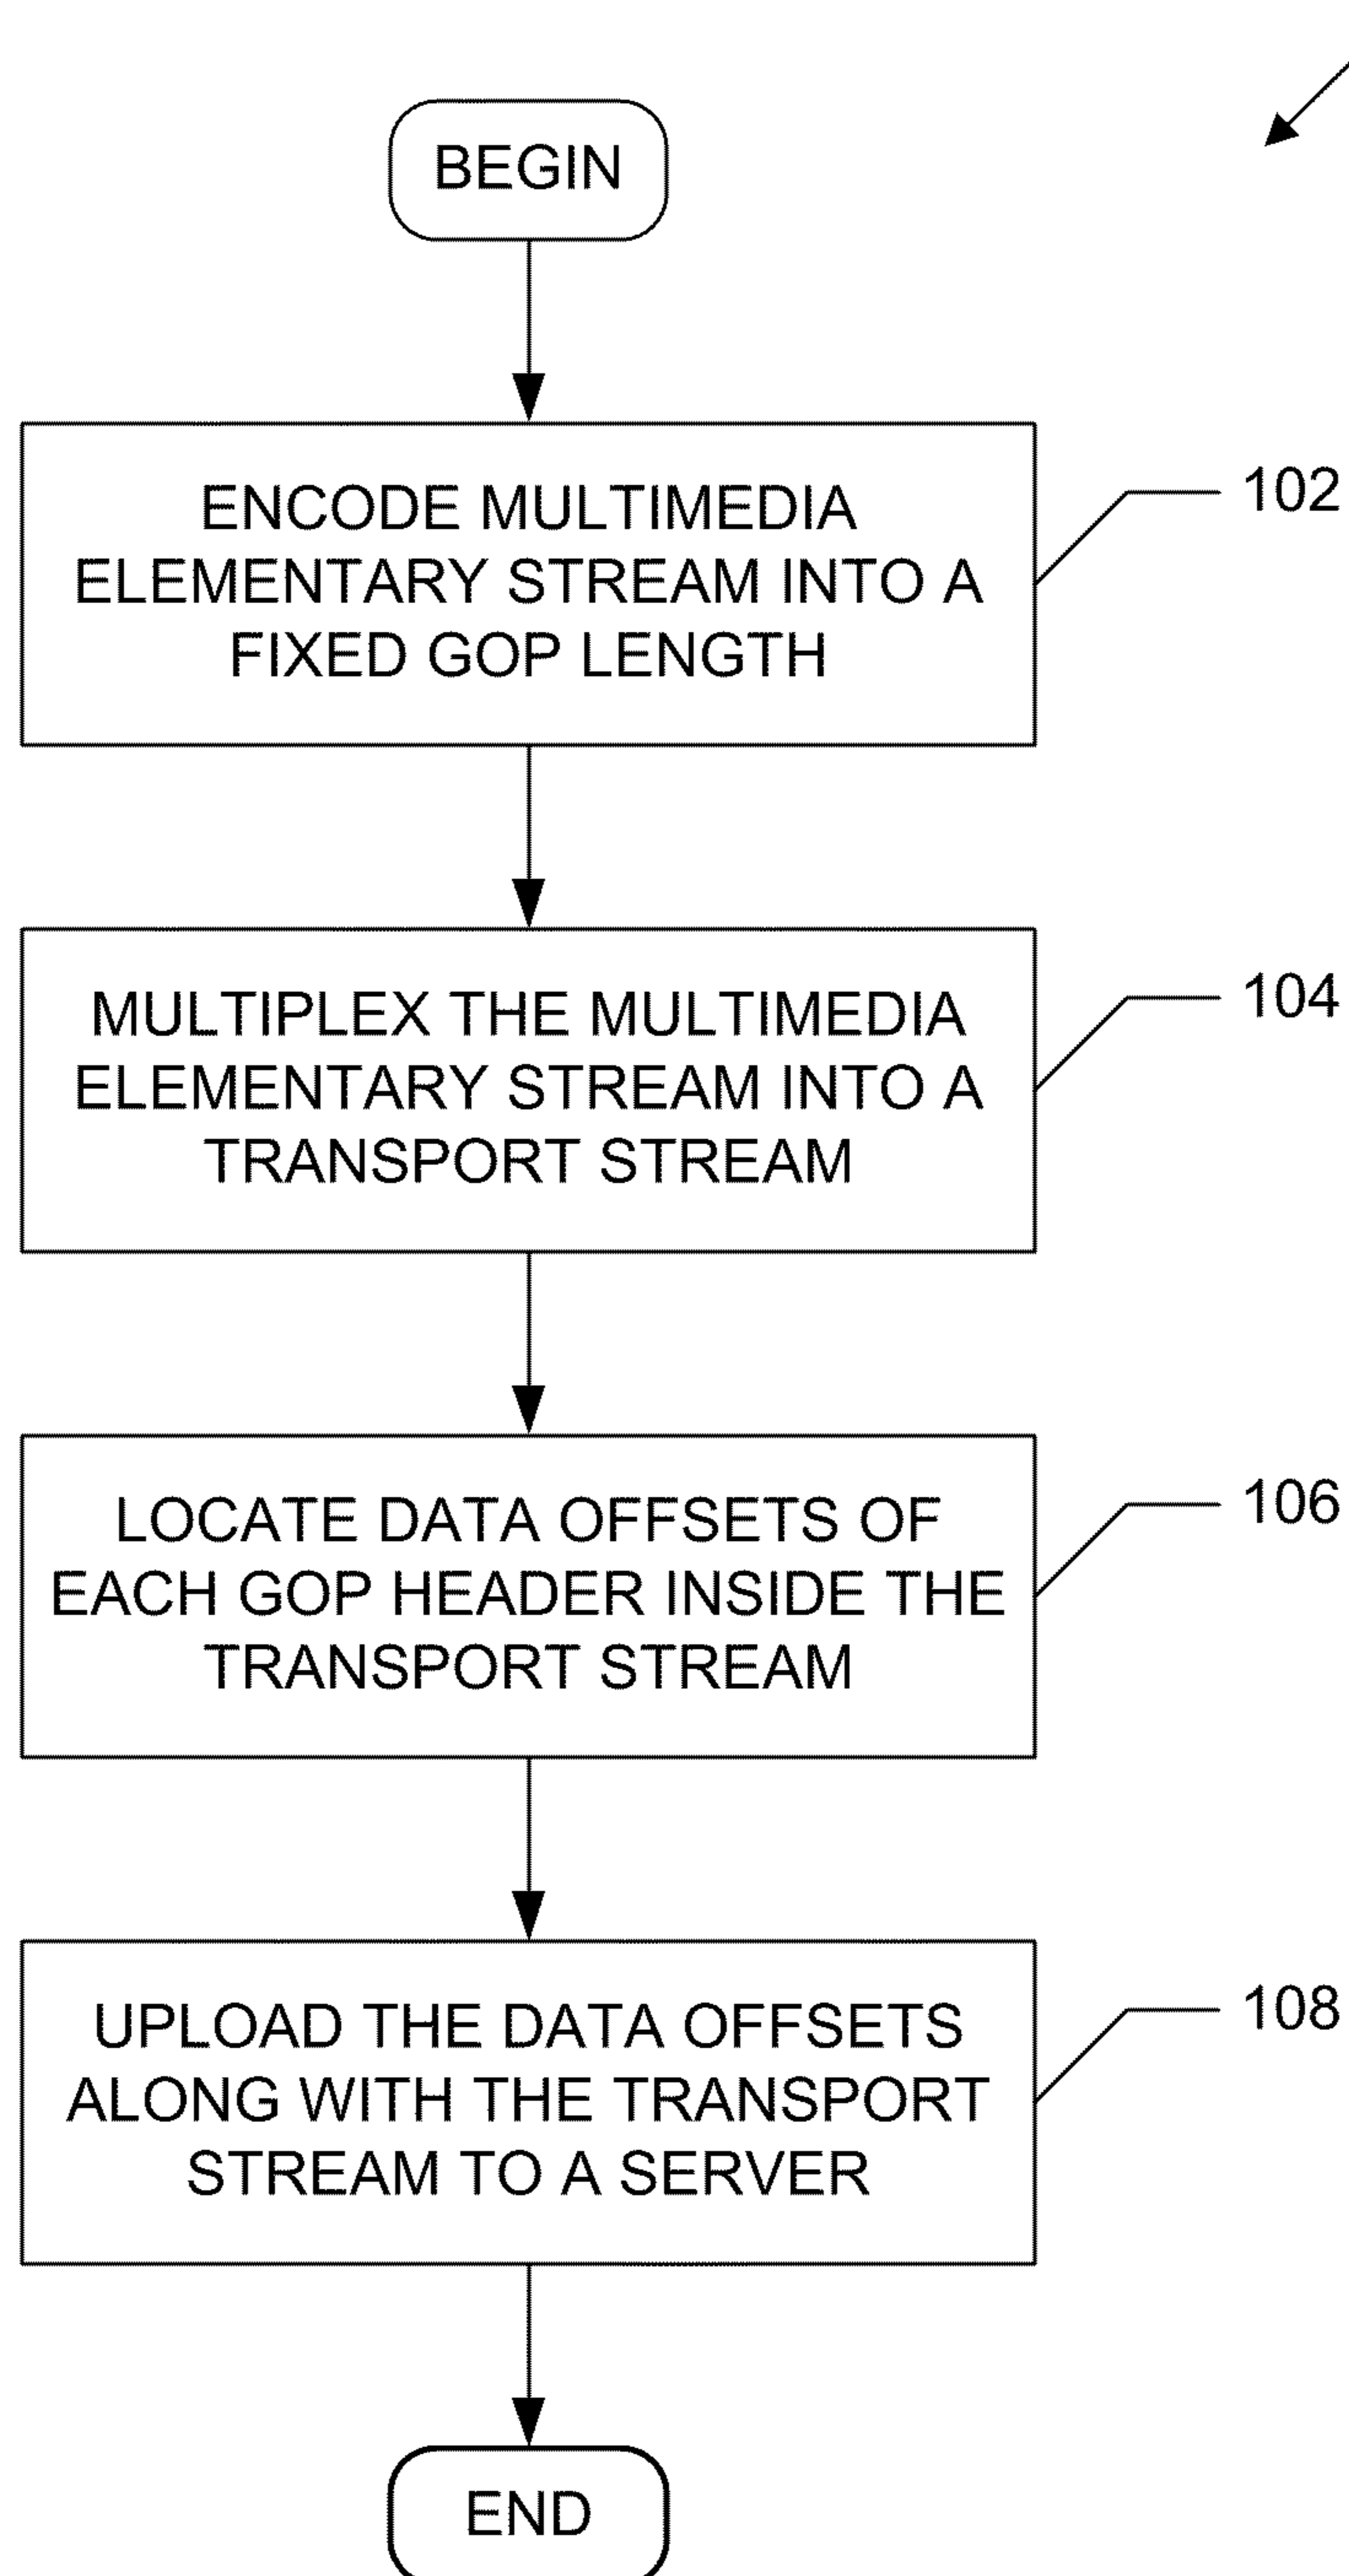 BEGIN
ENCODE MULTIMEDIA
ELEMENTARY STREAM INTO A
FIXED GOP LENGTH
102
MULTIPLEX THE MULTIMEDIA
ELEMENTARY STREAM INTO A
TRANSPORT STREAM
104
LOCATE DATA OFFSETS OF
EACH GOP HEADER INSIDE THE
TRANSPORT STREAM
106
UPLOAD THE DATA OFFSETS
ALONG WITH THE TRANSPORT
STREAM TO A SERVER
108
END